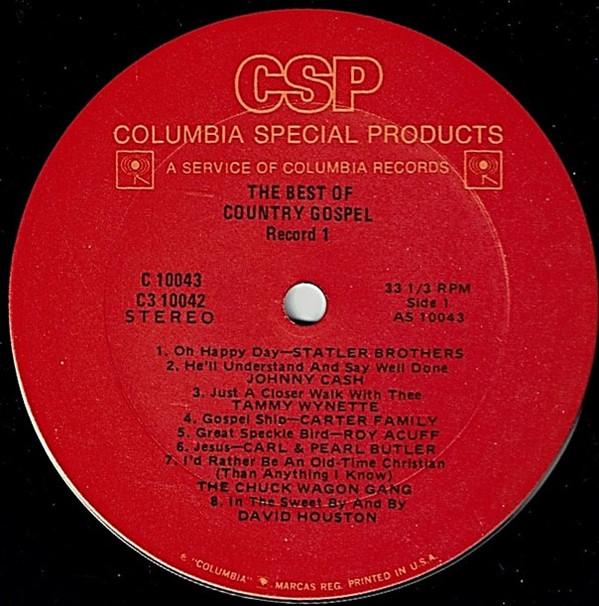 CSP
COLUMBIA SPECIAL PRODUCTS
A SERVICE OF COLUMBIA RECORDS
THE BEST OF
COUNTRY GOSPEL
Record 1
C 10043
C3 10042
STEREO
33 1/3 RPM
Side 1
AS 10043
1. Oh Happy Day—STATLER BROTHERS
2. He'll Understand And Say Well Done
JOHNNY CASH
3. Just A Closer Walk With Thee
TAMMY WYNETTE
4. Gospel Ship—CARTER FAMILY
5. Great Speckle Bird—ROY ACUFF
6. Jesus—CARL & PEARL BUTLER
7. I'd Rather Be An Old-Time Christian
(Than Anything I Know)
THE CHUCK WAGON GANG
8. In The Sweet By And By
DAVID HOUSTON
"COLUMBIA" MARCAS REG. PRINTED IN U.S.A.